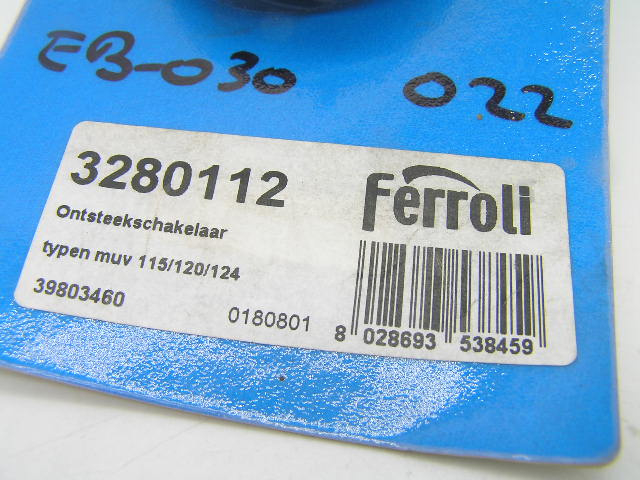 EB-030 022
3280112
ferroli
Ontsteekschakelaar
typen muv 115/120/124
39803460
0180801
8 028693 538459